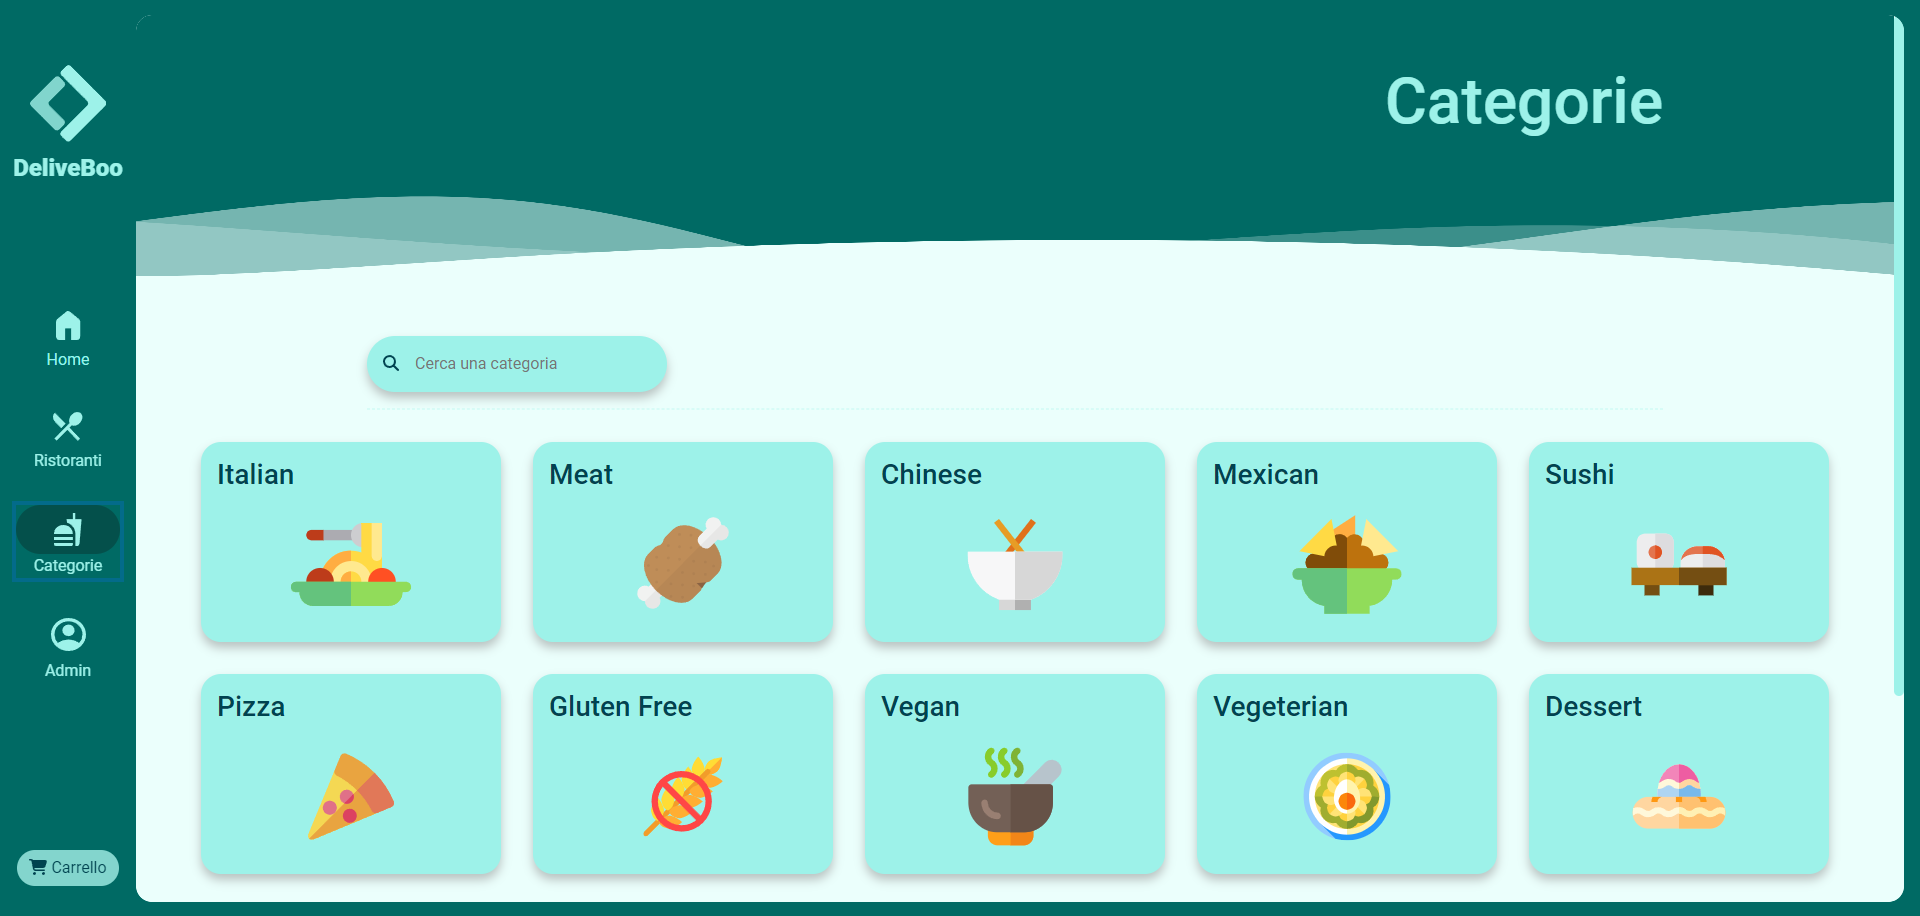 DeliveBoo
Home
Ristoranti
Categorie
Admin
Carrello
Categorie
Cerca una categoria
Italian
Meat
Chinese
Mexican
Sushi
Pizza
Gluten Free
Vegan
Vegeterian
Dessert